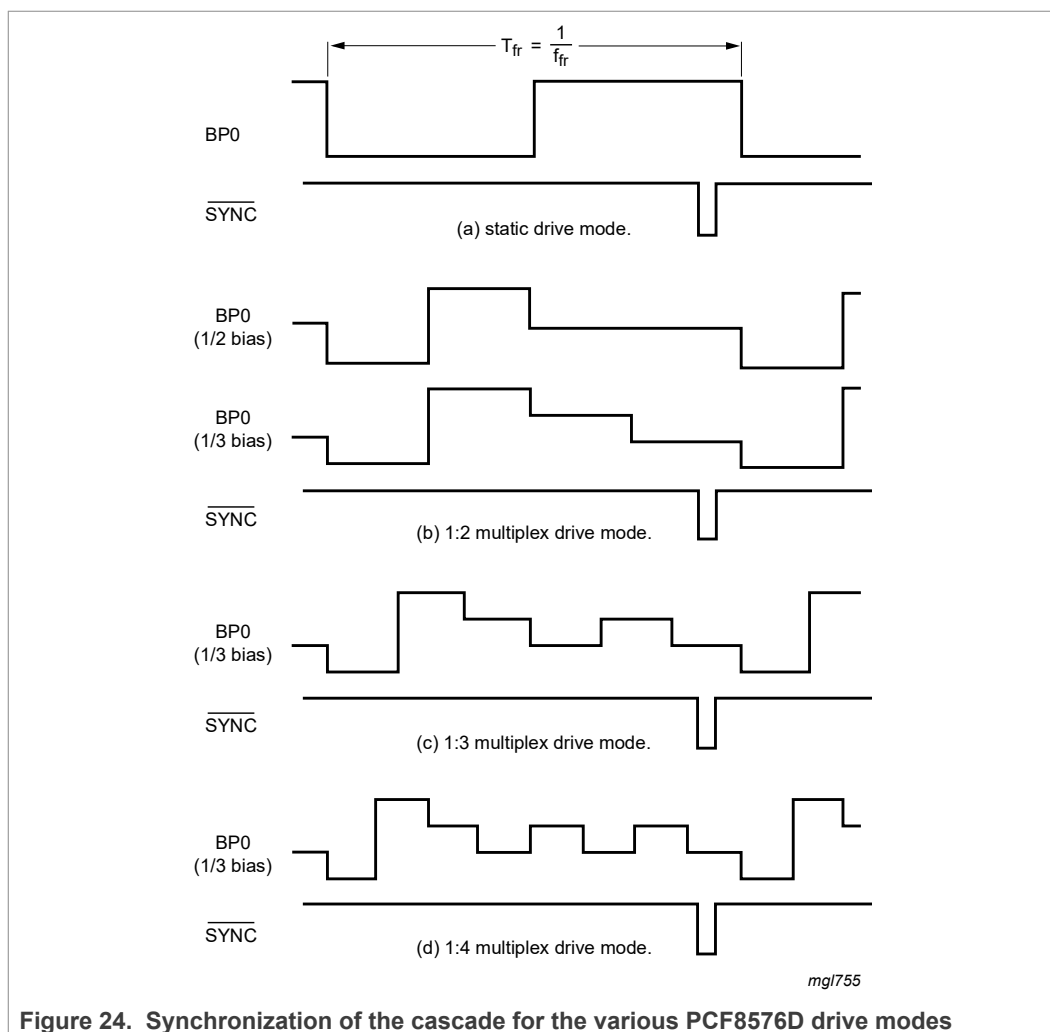 T_fr = 1/f_fr
BP0
SYNC
(a) static drive mode.
BP0
(1/2 bias)
BP0
(1/3 bias)
SYNC
(b) 1:2 multiplex drive mode.
BP0
(1/3 bias)
SYNC
(c) 1:3 multiplex drive mode.
BP0
(1/3 bias)
SYNC
(d) 1:4 multiplex drive mode.
mgl755
Figure 24. Synchronization of the cascade for the various PCF8576D drive modes